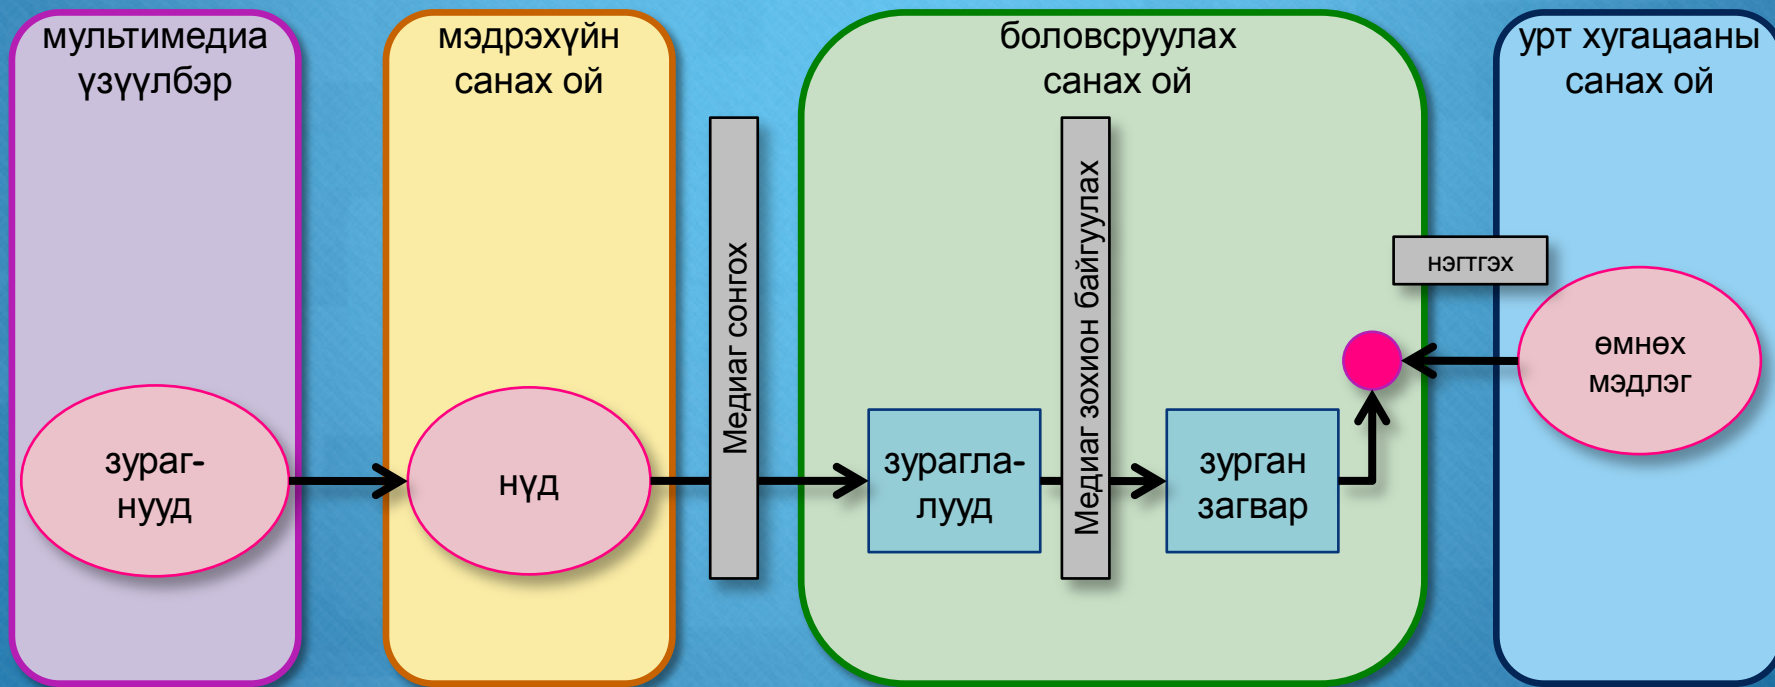 мультимедиа
үзүүлбэр
мэдрэхүйн
санах ой
боловсруулах
санах ой
урт хугацааны
санах ой
Медиаг сонгох
Медиаг зохион байгуулах
нэгтгэх
өмнөх
мэдлэг
зураг-
нууд
нүд
зурагла-
лууд
зурган
загвар